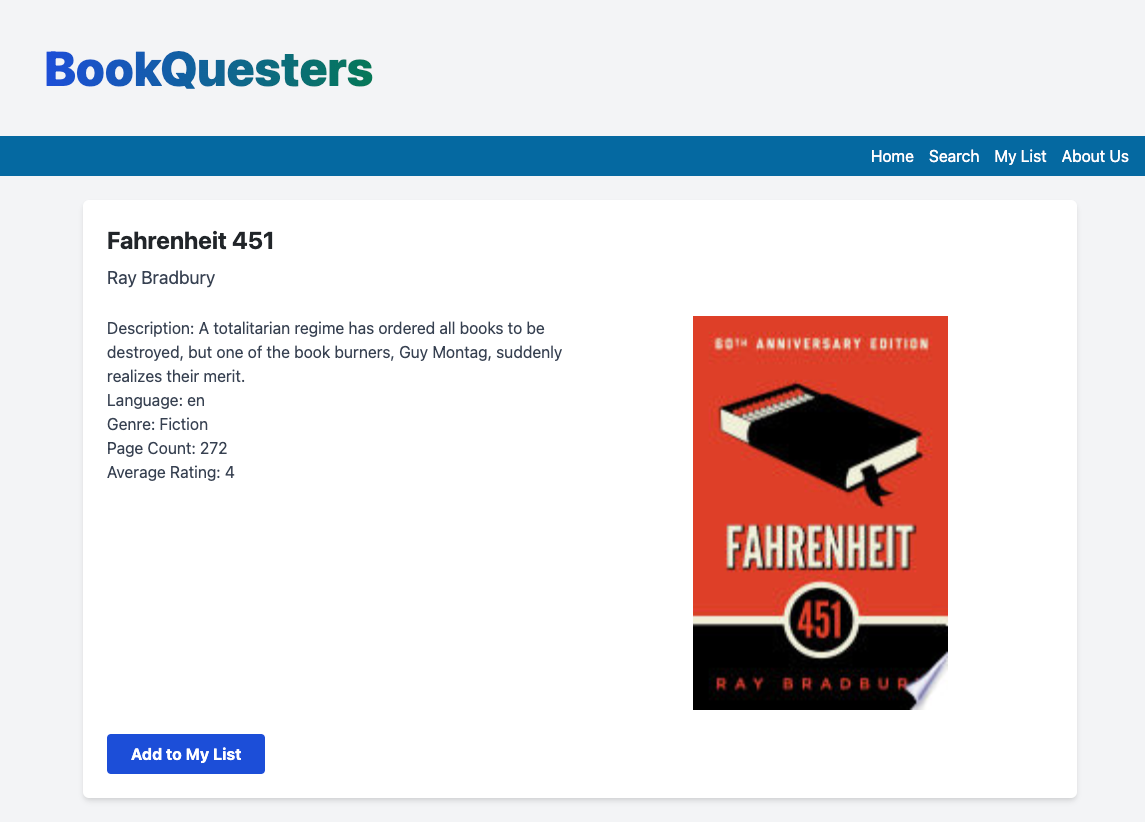 BookQuesters
Home Search My List About Us
Fahrenheit 451
Ray Bradbury
Description: A totalitarian regime has ordered all books to be
destroyed, but one of the book burners, Guy Montag, suddenly
realizes their merit.
Language: en
Genre: Fiction
Page Count: 272
Average Rating: 4
60TH ANNIVERSARY EDITION
FAHRENHEIT
451
RAY BRADBUR
Add to My List